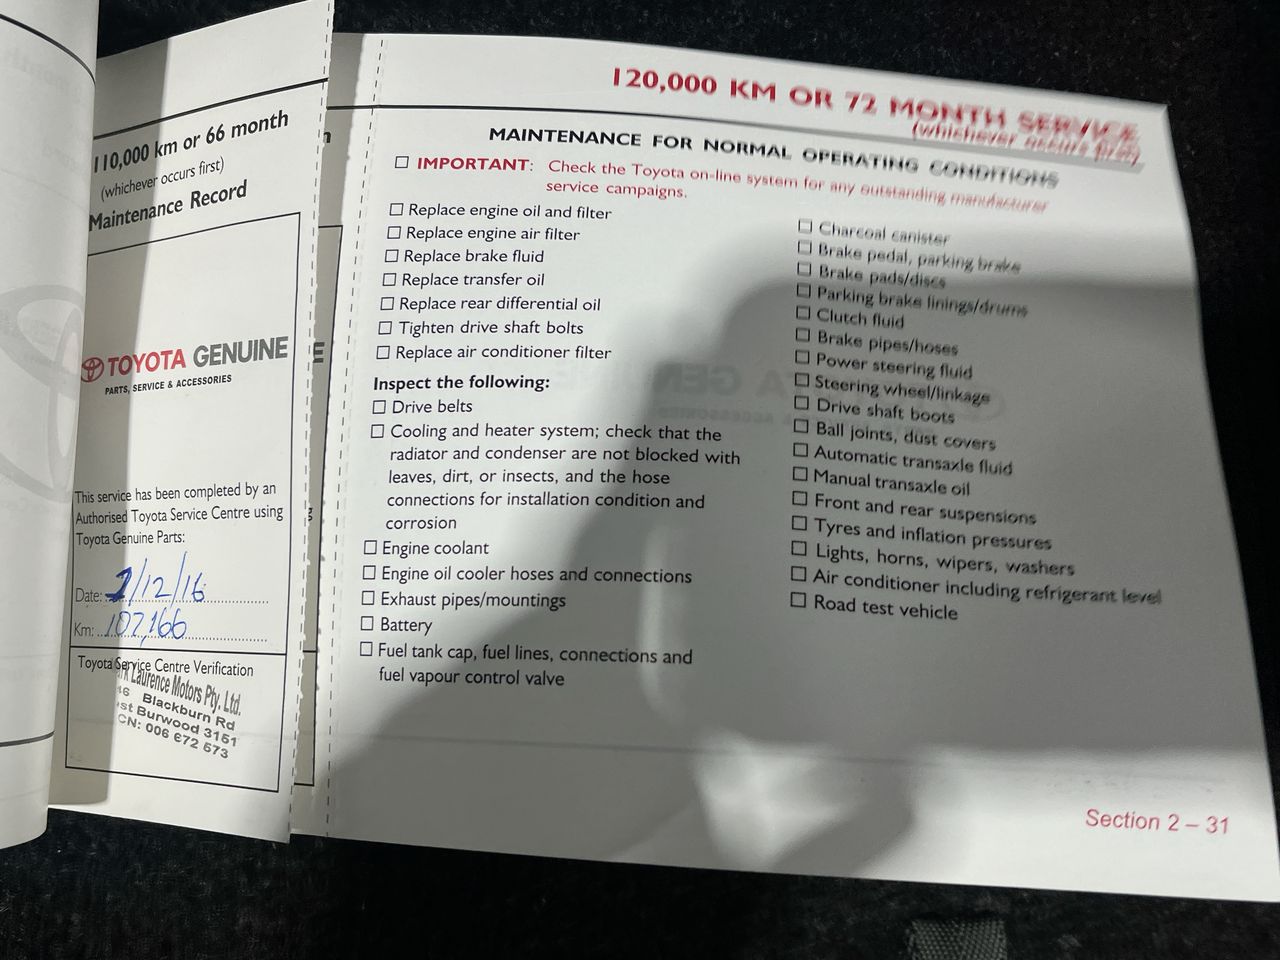 110,000 km or 66 month
(whichever occurs first)
Maintenance Record
TOYOTA GENUINE
PARTS, SERVICE & ACCESSORIES
This service has been completed by an
Authorised Toyota Service Centre using
Toyota Genuine Parts:
Date: 2/12/16
Km: 107,166
Toyota Service Centre Verification
Laurence Motors Pty. Ltd.
Blackburn Rd
Burwood 3151
CN: 006 672 573
120,000 KM OR 72 MONTH SERVICE
(whichever occurs first)
MAINTENANCE FOR NORMAL OPERATING CONDITIONS
IMPORTANT: Check the Toyota on-line system for any outstanding manufacturer
service campaigns.
Replace engine oil and filter
Replace engine air filter
Replace brake fluid
Replace transfer oil
Replace rear differential oil
Tighten drive shaft bolts
Replace air conditioner filter
Inspect the following:
Drive belts
Cooling and heater system; check that the
radiator and condenser are not blocked with
leaves, dirt, or insects, and the hose
connections for installation condition and
corrosion
Engine coolant
Engine oil cooler hoses and connections
Exhaust pipes/mountings
Battery
Fuel tank cap, fuel lines, connections and
fuel vapour control valve
Charcoal canister
Brake pedal, parking brake
Brake pads/discs
Parking brake linings/drums
Clutch fluid
Brake pipes/hoses
Power steering fluid
Steering wheel/linkage
Drive shaft boots
Ball joints, dust covers
Automatic transaxle fluid
Manual transaxle oil
Front and rear suspensions
Tyres and inflation pressures
Lights, horns, wipers, washers
Air conditioner including refrigerant level
Road test vehicle
Section 2 – 31